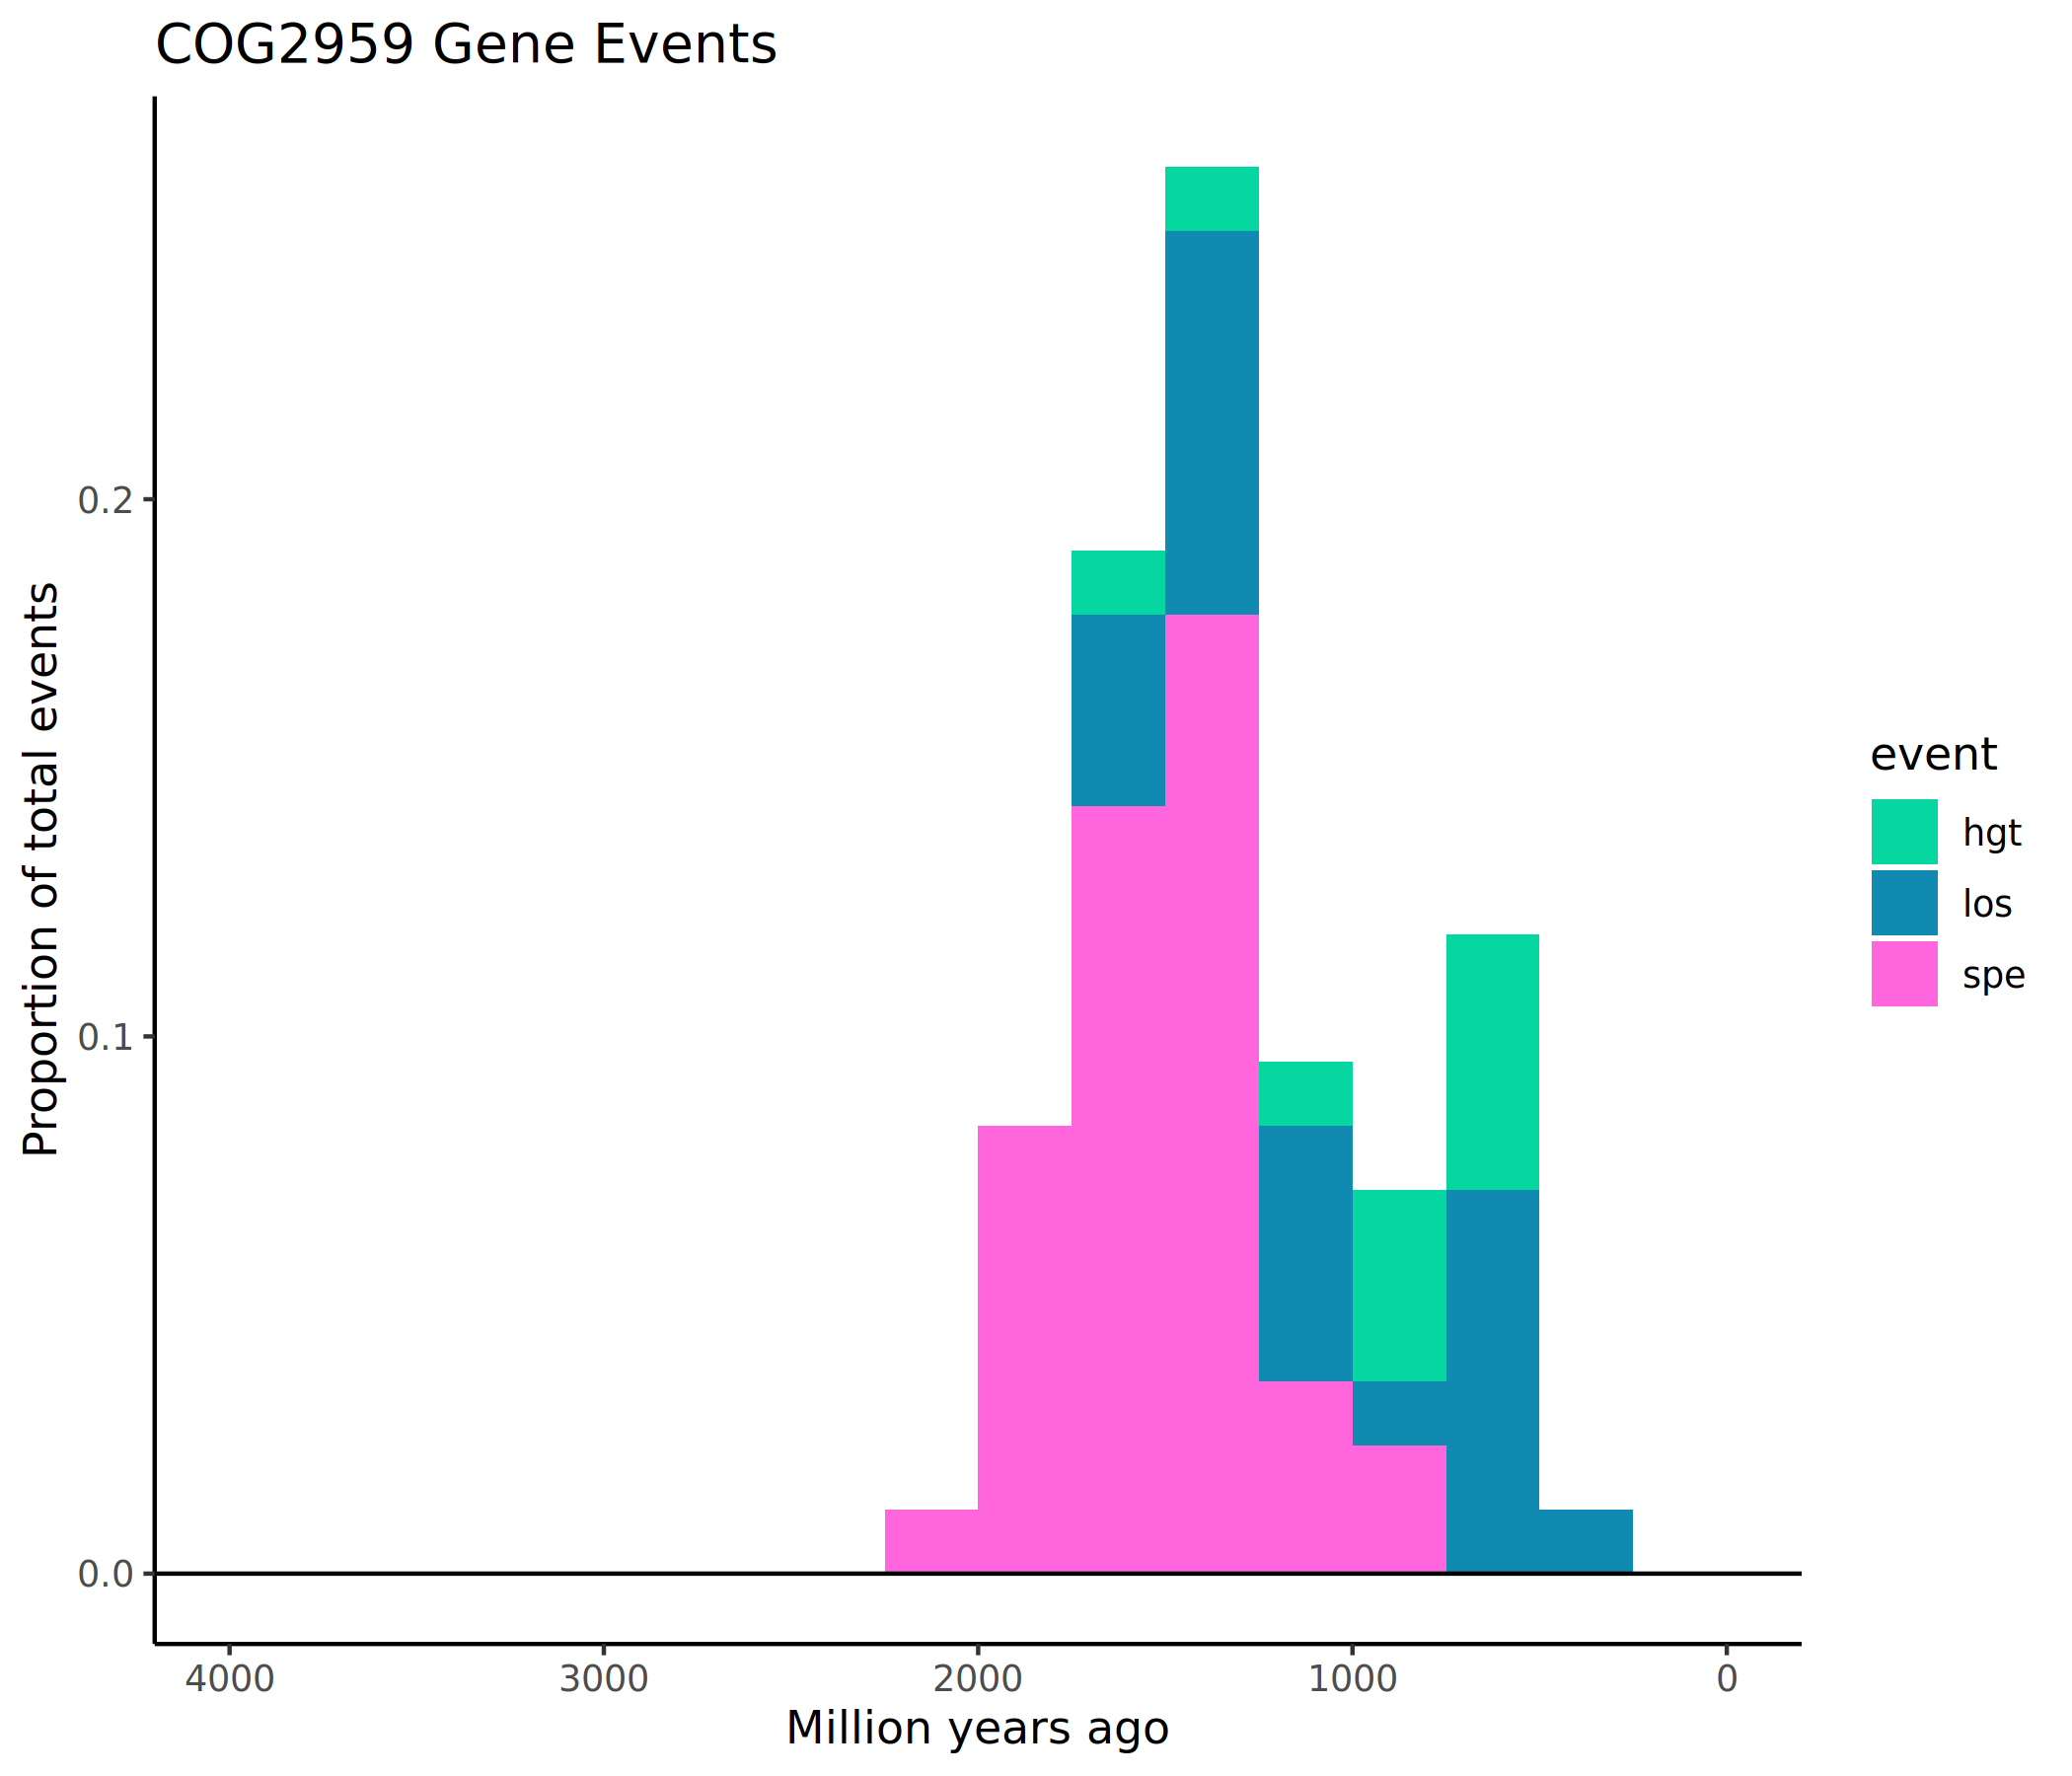 COG2959 Gene Events
Proportion of total events
0.2
0.1
0.0
4000 3000 2000 1000 0
Million years ago
event
hgt
los
spe